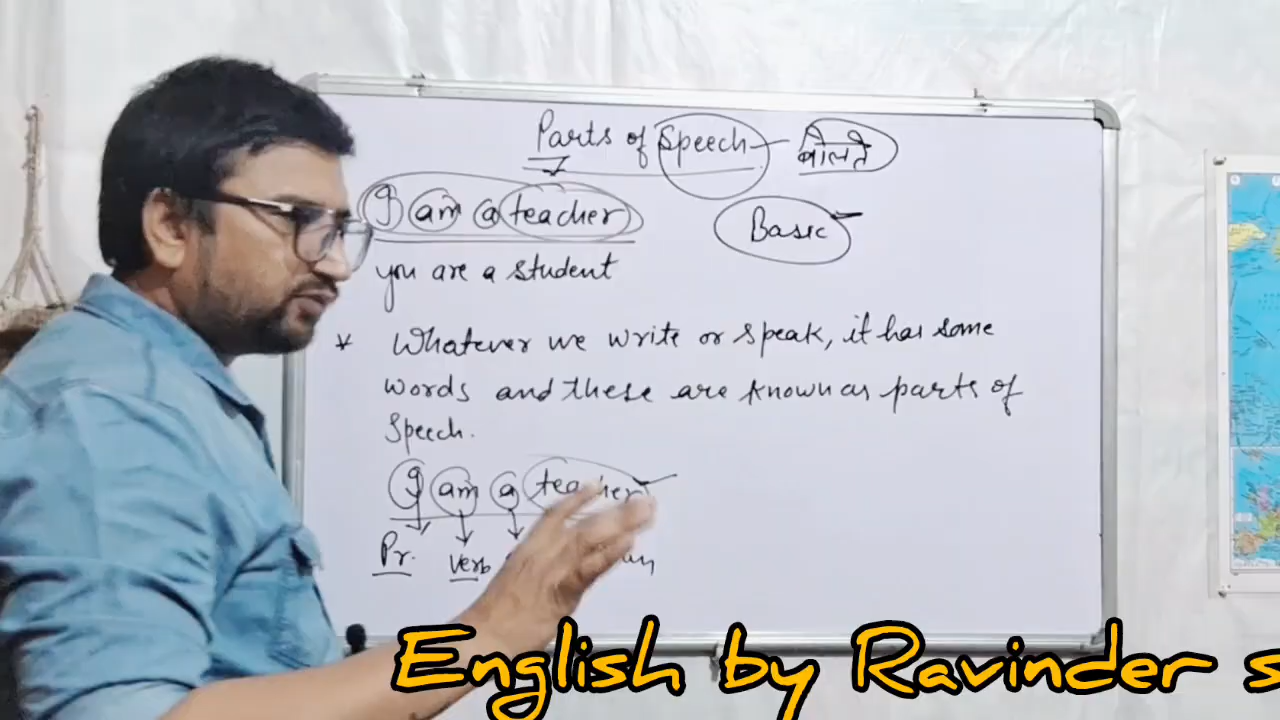 Parts of Speech - बोलते
I am a teacher
Basic
you are a student
* Whatever we write or speak, it has some
words and these are known as parts of
Speech.
I am a teacher
Pr. verb
English by Ravinder s